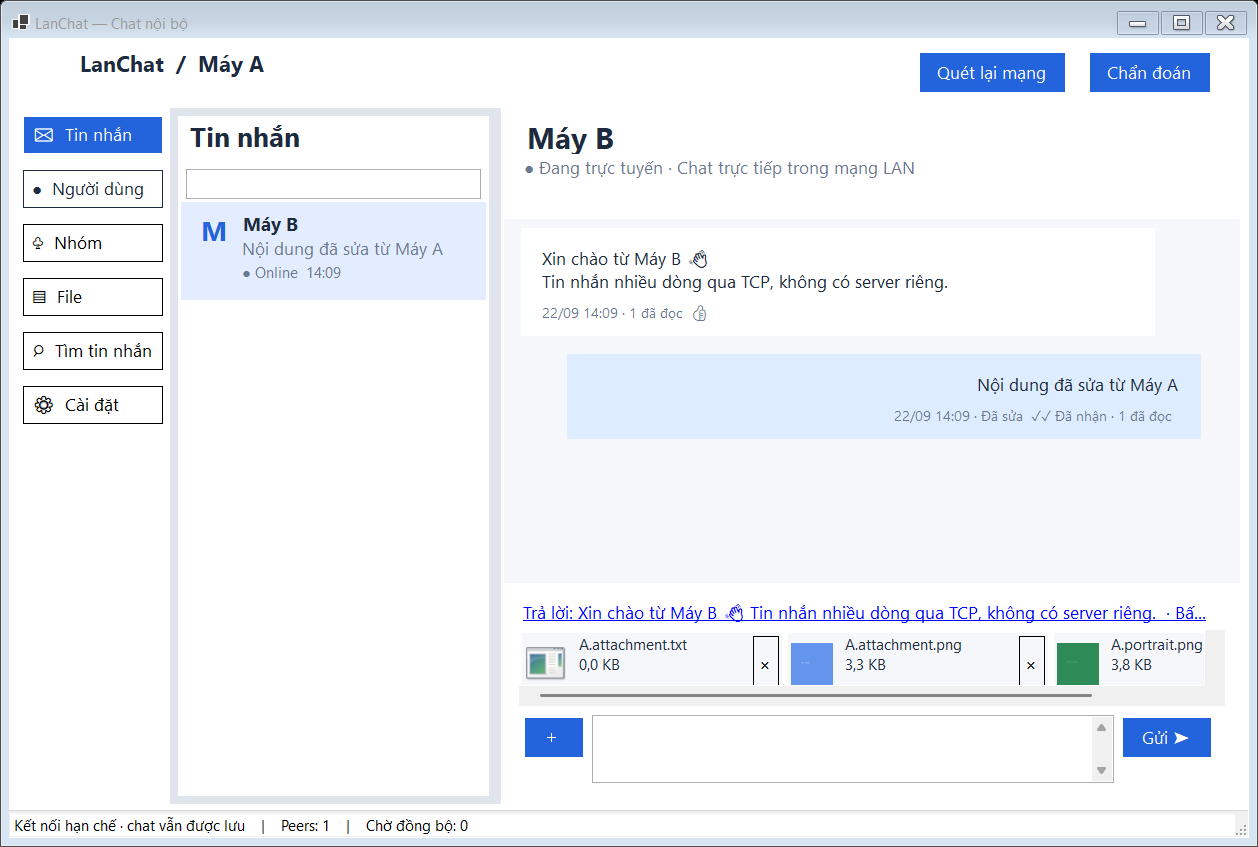 LanChat — Chat nội bộ
LanChat / Máy A
Quét lại mạng
Chẩn đoán
Tin nhắn
Người dùng
Nhóm
File
Tìm tin nhắn
Cài đặt
Tin nhắn
M
Máy B
Nội dung đã sửa từ Máy A
● Online 14:09
Máy B
● Đang trực tuyến · Chat trực tiếp trong mạng LAN
Xin chào từ Máy B 👋
Tin nhắn nhiều dòng qua TCP, không có server riêng.
22/09 14:09 · 1 đã đọc 👍
Nội dung đã sửa từ Máy A
22/09 14:09 · Đã sửa ✓✓ Đã nhận · 1 đã đọc
Trả lời: Xin chào từ Máy B 👋 Tin nhắn nhiều dòng qua TCP, không có server riêng. · Bấ...
A.attachment.txt
0,0 KB
×
A.attachment.png
3,3 KB
×
A.portrait.png
3,8 KB
+
Gửi ➤
Kết nối hạn chế · chat vẫn được lưu | Peers: 1 | Chờ đồng bộ: 0